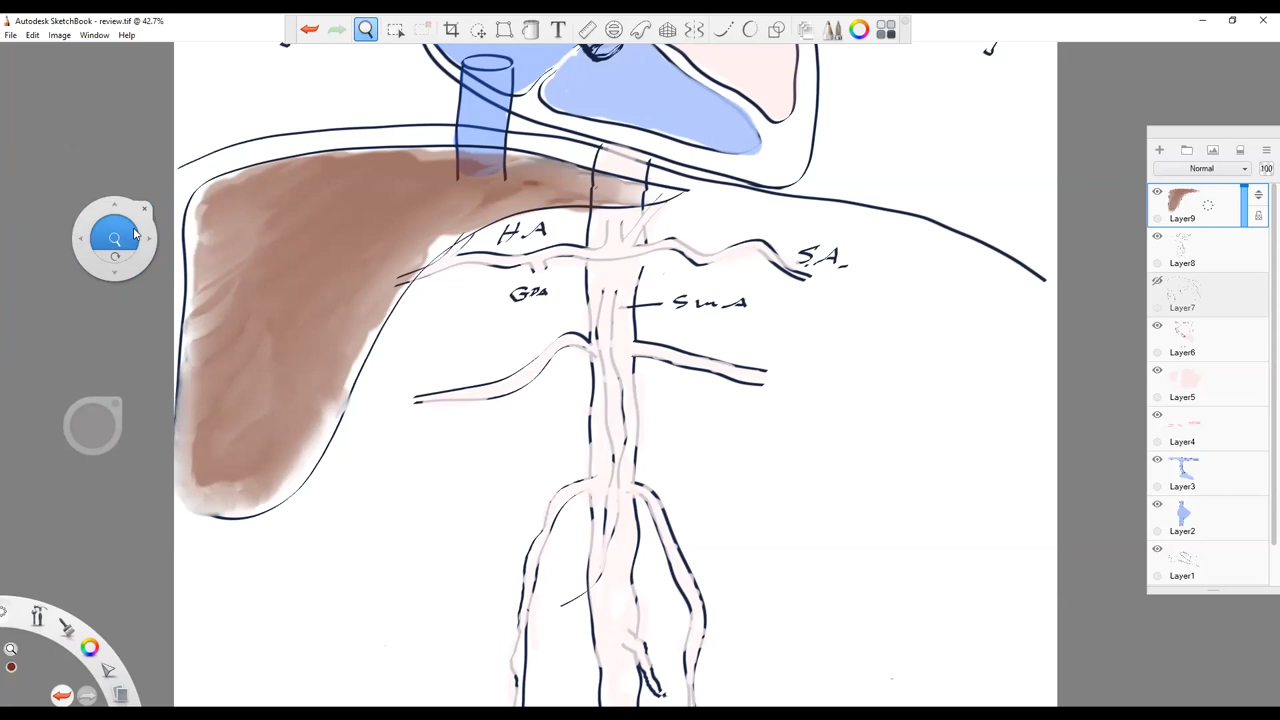 Autodesk SketchBook - review.tif @ 42.7%
File Edit Image Window Help
T
Normal 100
Layer9
Layer8
Layer7
Layer6
Layer5
Layer4
Layer3
Layer2
Layer1
HA
S.A.
GDA
SMA